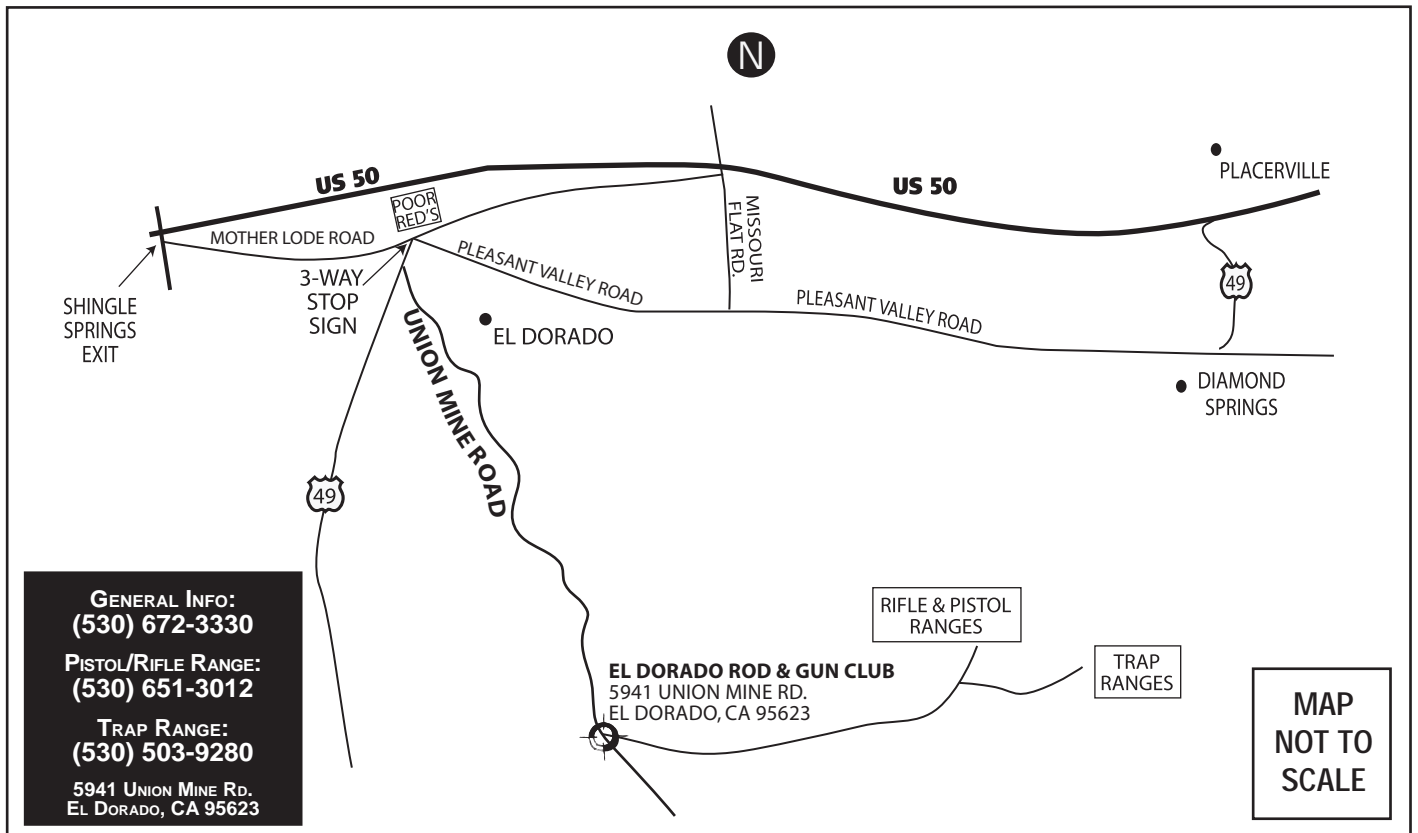 N
US 50
POOR
RED'S
US 50
PLACERVILLE
MOTHER LODE ROAD
MISSOURI
FLAT RD.
PLEASANT VALLEY ROAD
3-WAY
STOP
SIGN
SHINGLE
SPRINGS
EXIT
PLEASANT VALLEY ROAD
49
EL DORADO
UNION MINE ROAD
DIAMOND
SPRINGS
49
RIFLE & PISTOL
RANGES
TRAP
RANGES
EL DORADO ROD & GUN CLUB
5941 UNION MINE RD.
EL DORADO, CA 95623
GENERAL INFO:
(530) 672-3330
PISTOL/RIFLE RANGE:
(530) 651-3012
TRAP RANGE:
(530) 503-9280
5941 UNION MINE RD.
EL DORADO, CA 95623
MAP
NOT TO
SCALE